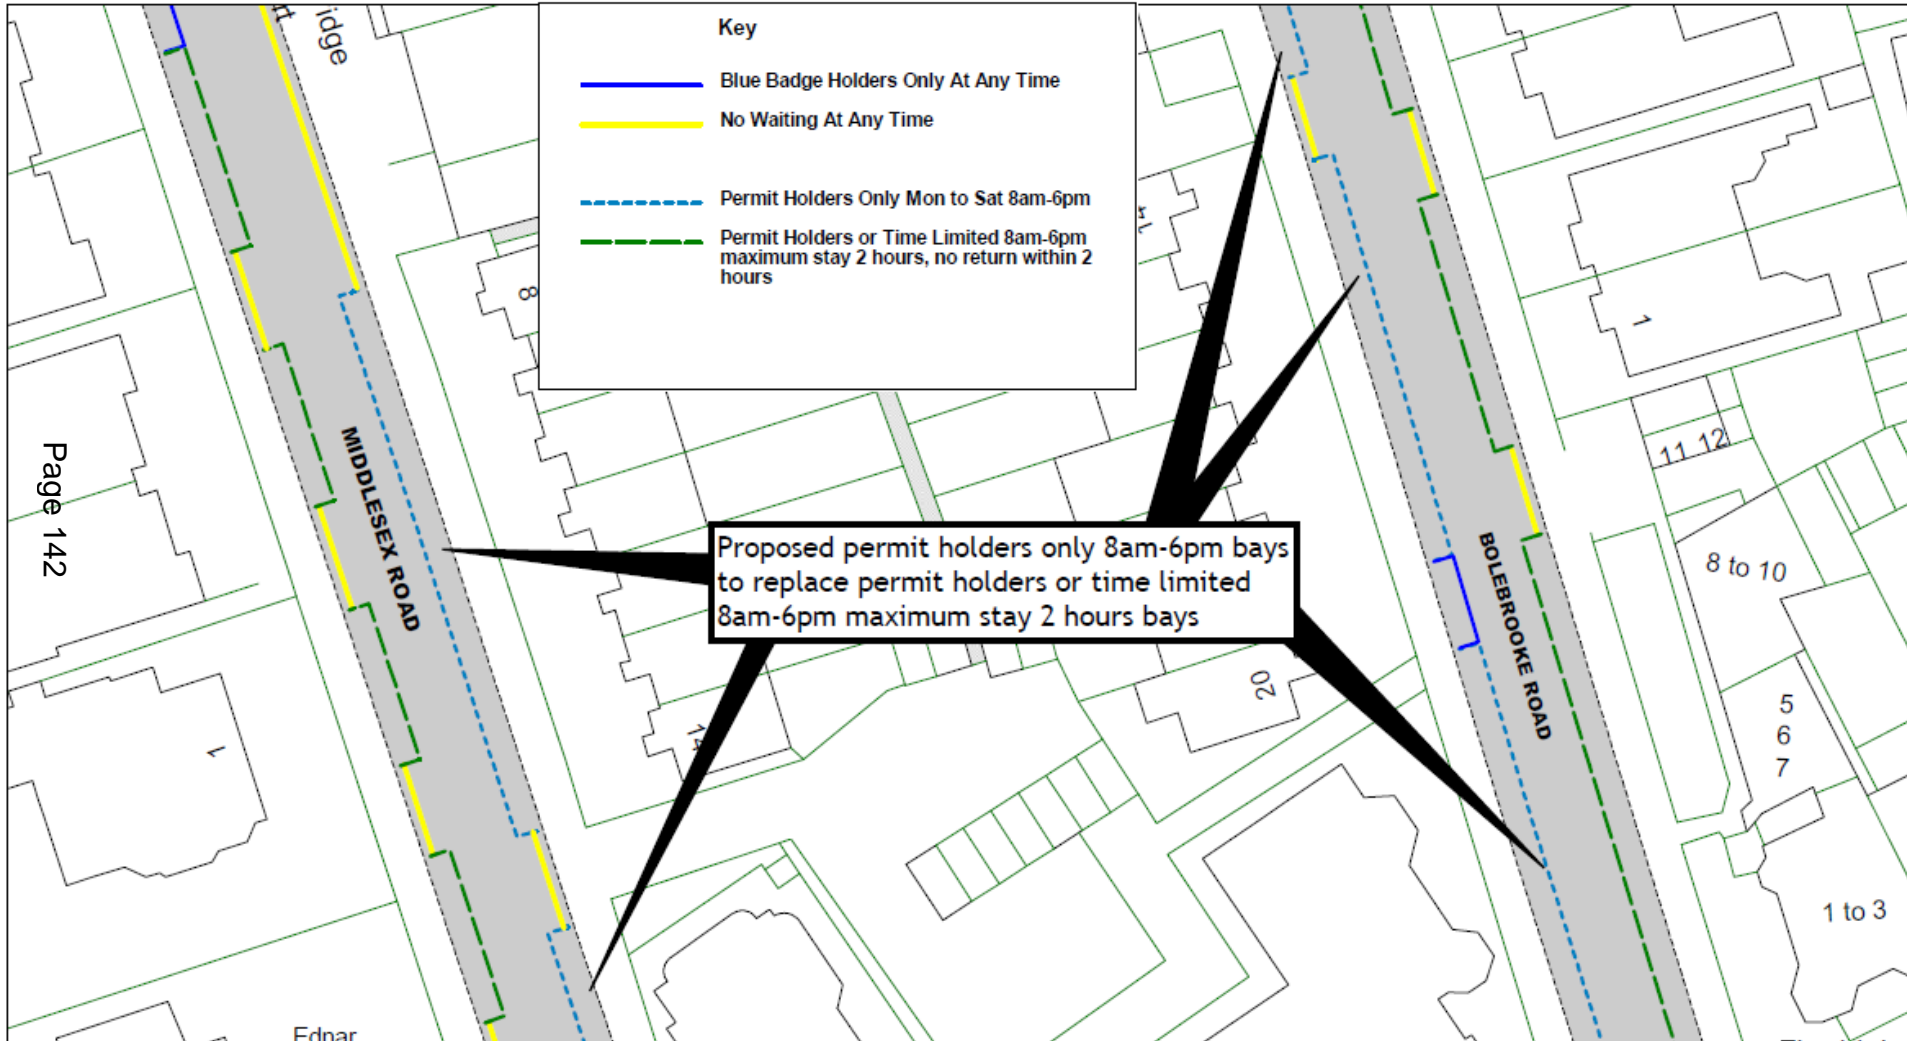 idge
Key
Blue Badge Holders Only At Any Time
No Waiting At Any Time
Permit Holders Only Mon to Sat 8am-6pm
Permit Holders or Time Limited 8am-6pm
maximum stay 2 hours, no return within 2
hours
8
14
1
11 12
MIDDLESEX ROAD
Page 142
Proposed permit holders only 8am-6pm bays
to replace permit holders or time limited
8am-6pm maximum stay 2 hours bays
BOLEBROOKE ROAD
8 to 10
20
5
6
7
14
1
1 to 3
Ednar